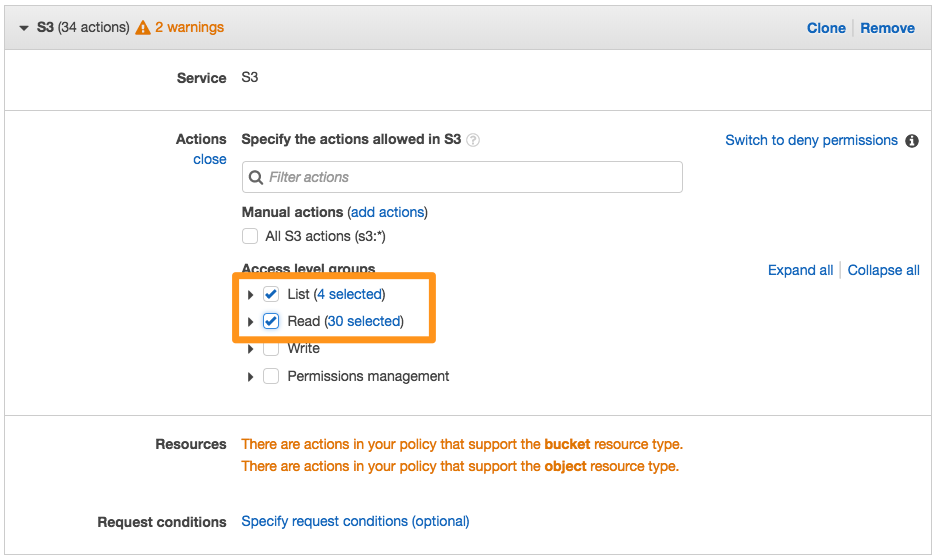 S3 (34 actions) 2 warnings Clone Remove
Service S3
Actions Specify the actions allowed in S3 ? Switch to deny permissions i
close
Filter actions
Manual actions (add actions)
All S3 actions (s3:*)
Access level groups Expand all Collapse all
List (4 selected)
Read (30 selected)
Write
Permissions management
Resources There are actions in your policy that support the bucket resource type.
There are actions in your policy that support the object resource type.
Request conditions Specify request conditions (optional)